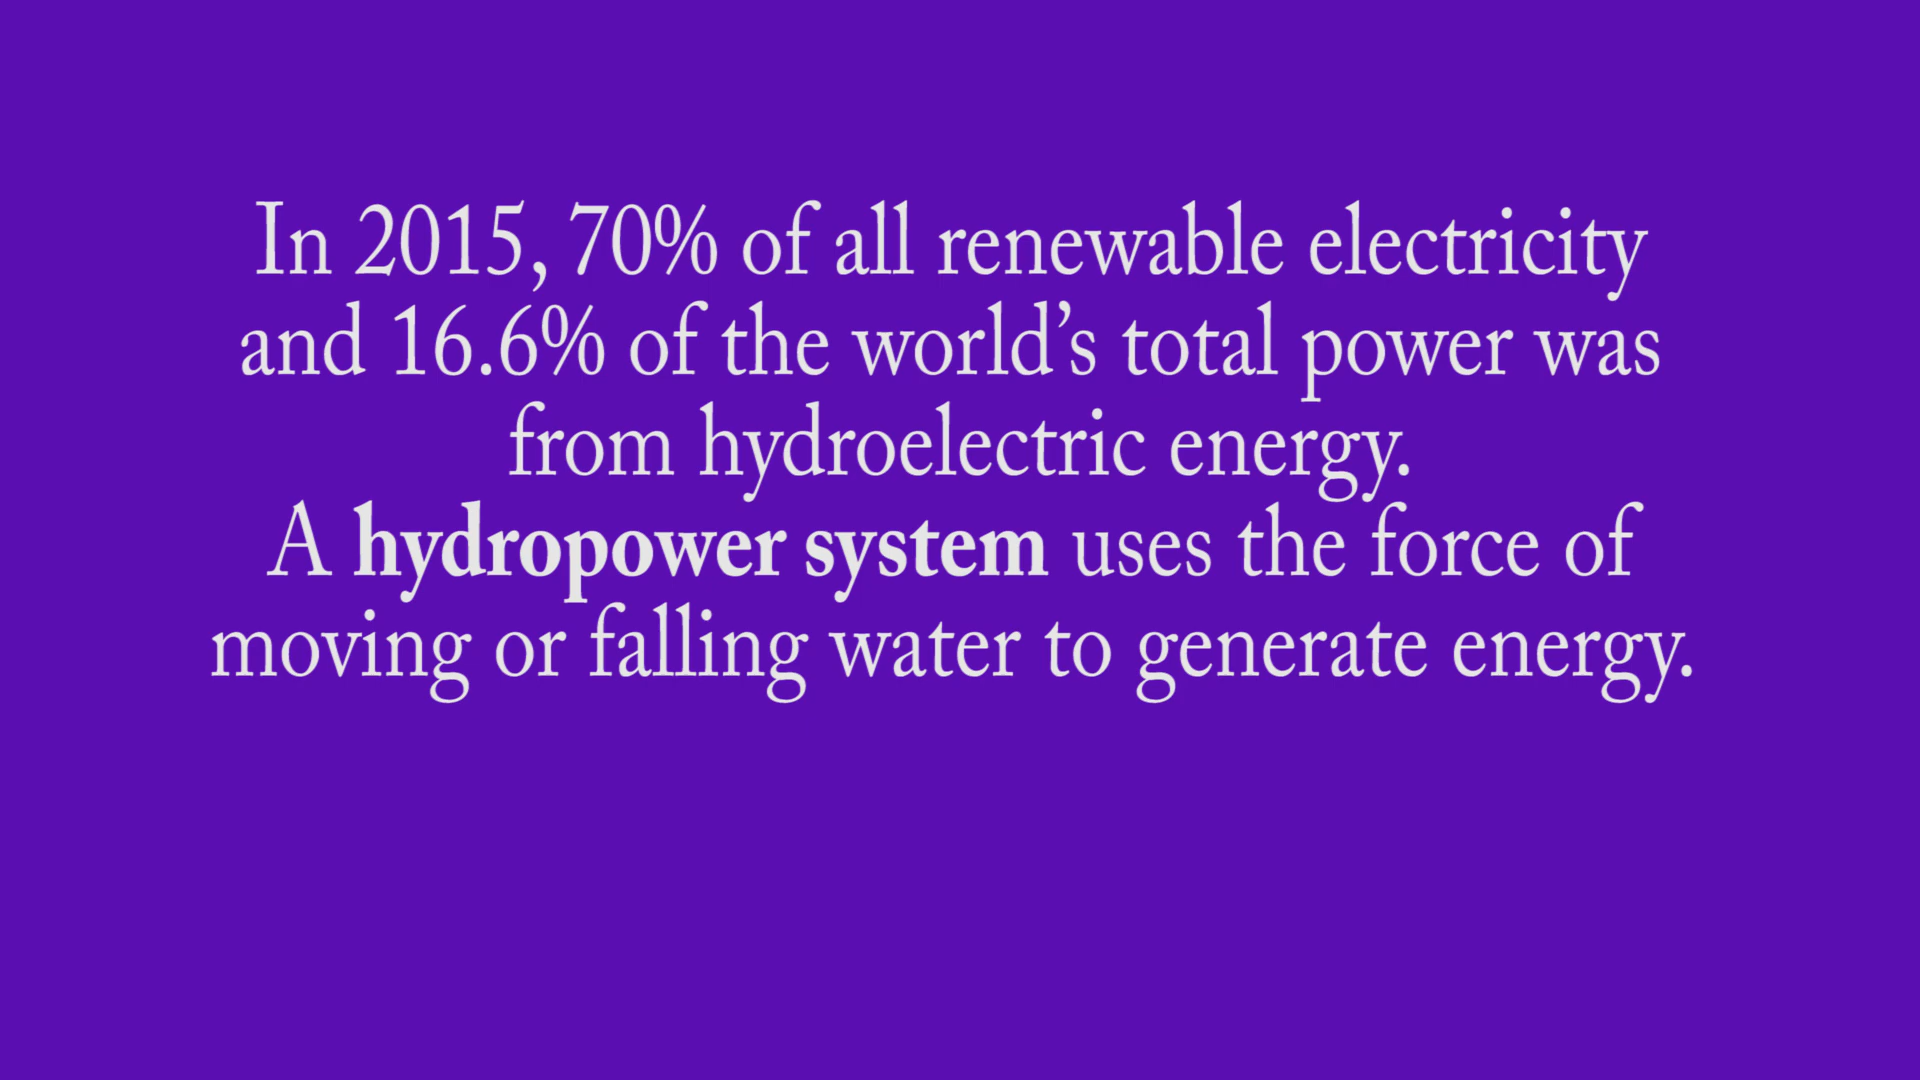 In 2015, 70% of all renewable electricity
and 16.6% of the world’s total power was
from hydroelectric energy.
A hydropower system uses the force of
moving or falling water to generate energy.